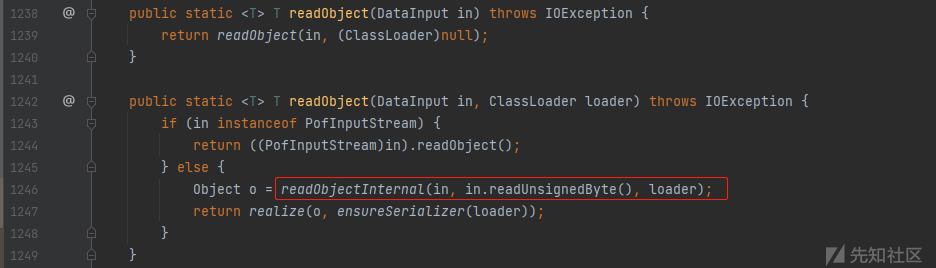 1238 @ public static <T> T readObject(DataInput in) throws IOException {
1239 return readObject(in, (ClassLoader)null);
1240 }
1241
1242 @ public static <T> T readObject(DataInput in, ClassLoader loader) throws IOException {
1243 if (in instanceof PofInputStream) {
1244 return ((PofInputStream)in).readObject();
1245 } else {
1246 Object o = readObjectInternal(in, in.readUnsignedByte(), loader);
1247 return realize(o, ensureSerializer(loader));
1248 }
1249 }
先知社区